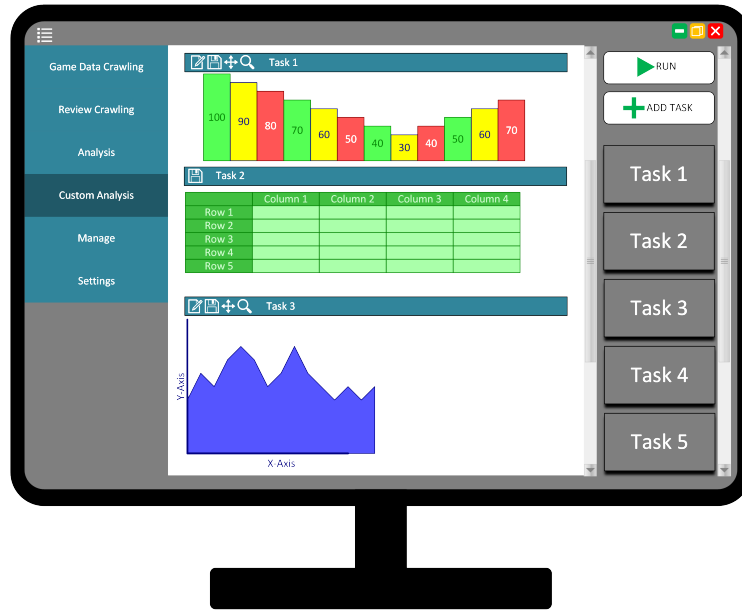 Game Data Crawling
Review Crawling
Analysis
Custom Analysis
Manage
Settings
Task 1
100 90 80 70 60 50 40 30 40 50 60 70
Task 2
Column 1 Column 2 Column 3 Column 4
Row 1
Row 2
Row 3
Row 4
Row 5
Task 3
Y-Axis
X-Axis
RUN
ADD TASK
Task 1
Task 2
Task 3
Task 4
Task 5